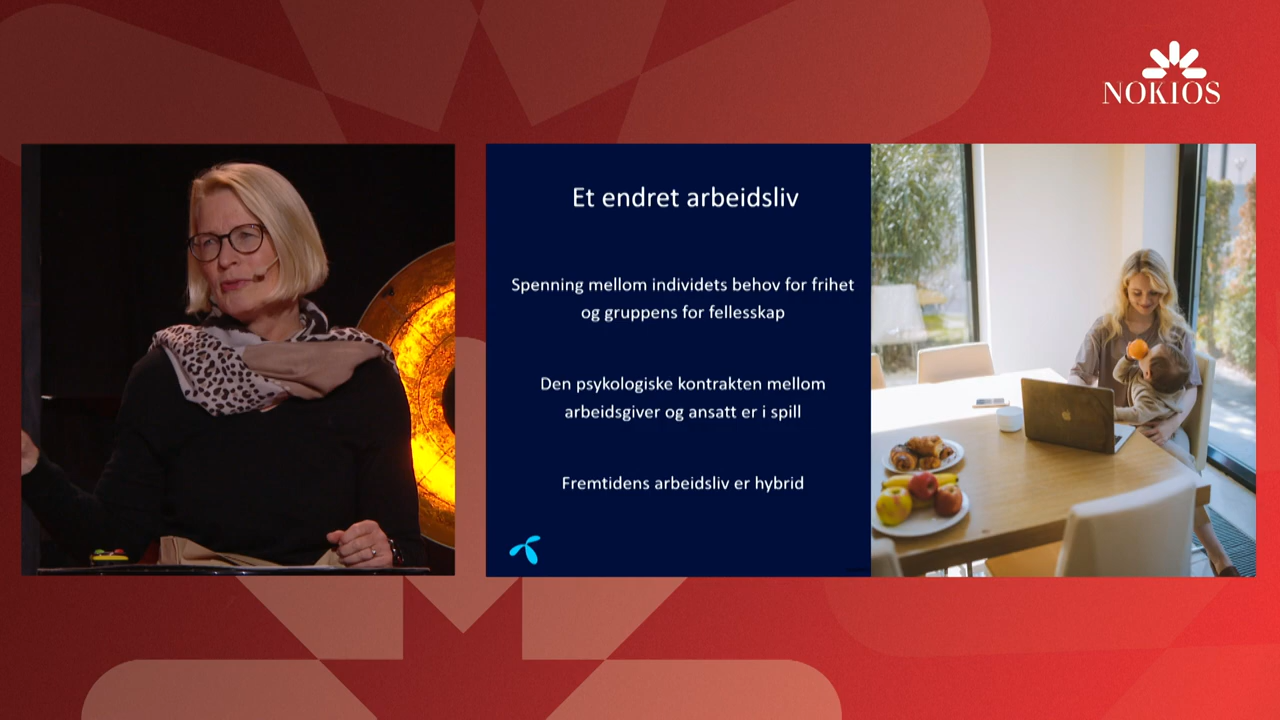 NOKIOS
Et endret arbeidsliv
Spenning mellom individets behov for frihet
og gruppens for fellesskap
Den psykologiske kontrakten mellom
arbeidsgiver og ansatt er i spill
Fremtidens arbeidsliv er hybrid